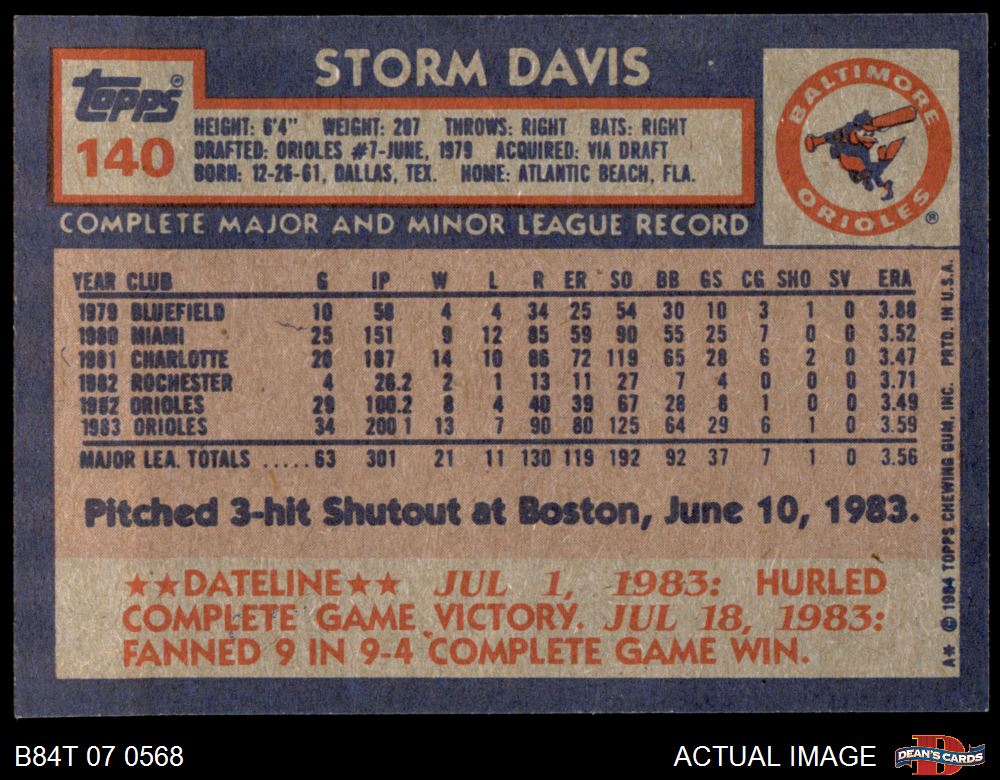 STORM DAVIS
topps®
140
HEIGHT: 6'4" WEIGHT: 207 THROWS: RIGHT BATS: RIGHT
DRAFTED: ORIOLES #7-JUNE, 1979 ACQUIRED: VIA DRAFT
BORN: 12-26-61, DALLAS, TEX. HOME: ATLANTIC BEACH, FLA.
BALTIMORE
ORIOLES ®
COMPLETE MAJOR AND MINOR LEAGUE RECORD
YEAR CLUB G IP W L R ER SO BB GS CG SHO SV ERA
1979 BLUEFIELD 10 58 4 4 34 25 54 30 10 3 1 0 3.88
1980 MIAMI 25 151 9 12 85 59 90 55 25 7 0 0 3.52
1981 CHARLOTTE 28 187 14 10 86 72 119 65 28 6 2 0 3.47
1982 ROCHESTER 4 26.2 2 1 13 11 27 7 4 0 0 0 3.71
1982 ORIOLES 29 100.2 8 4 40 39 67 28 8 1 0 0 3.49
1983 ORIOLES 34 200 1 13 7 90 80 125 64 29 6 1 0 3.59
MAJOR LEA. TOTALS .....63 301 21 11 130 119 192 92 37 7 1 0 3.56
Pitched 3-hit Shutout at Boston, June 10, 1983.
★★DATELINE★★ JUL 1, 1983: HURLED
COMPLETE GAME VICTORY. JUL 18, 1983:
FANNED 9 IN 9-4 COMPLETE GAME WIN.
A* © 1984 TOPPS CHEWING GUM, INC. PRTD. IN U.S.A.
B84T 07 0568
ACTUAL IMAGE
DEAN'S CARDS